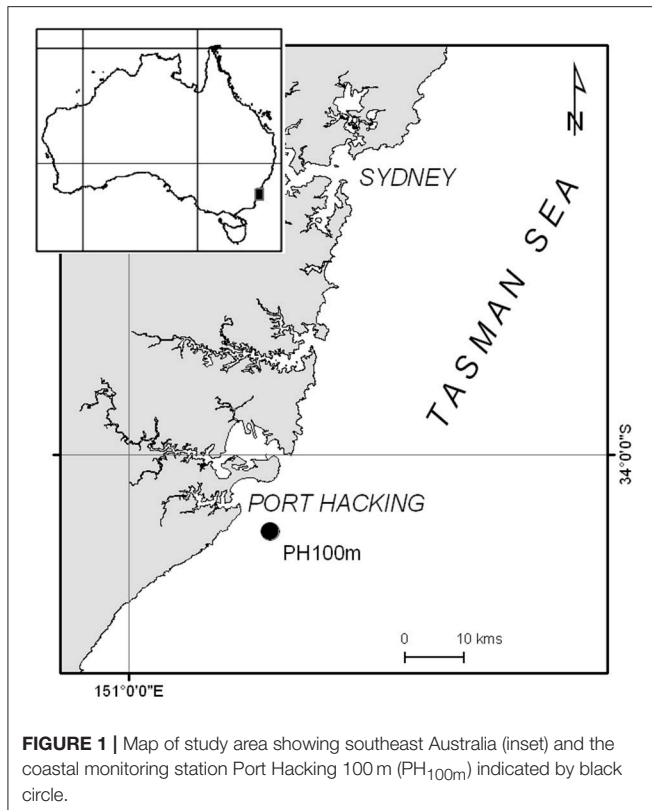 N
SYDNEY
TASMAN SEA
34°0'0"S
PORT HACKING
PH100m
0 10 kms
151°0'0"E
FIGURE 1 | Map of study area showing southeast Australia (inset) and the
coastal monitoring station Port Hacking 100 m (PH100m) indicated by black
circle.